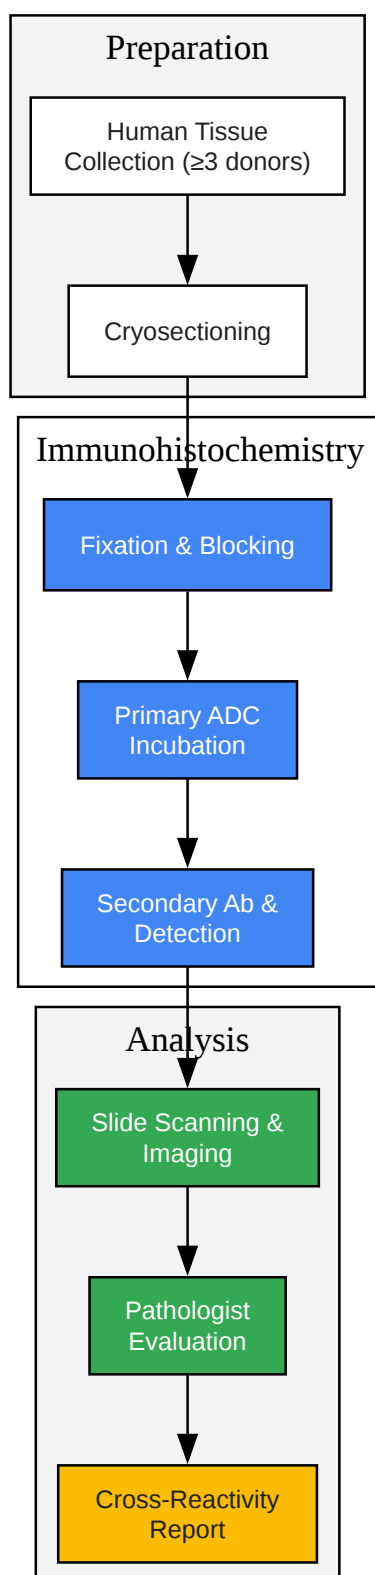 Preparation
Human Tissue
Collection (≥3 donors)
Cryosectioning
Immunohistochemistry
Fixation & Blocking
Primary ADC
Incubation
Secondary Ab &
Detection
Analysis
Slide Scanning &
Imaging
Pathologist
Evaluation
Cross-Reactivity
Report